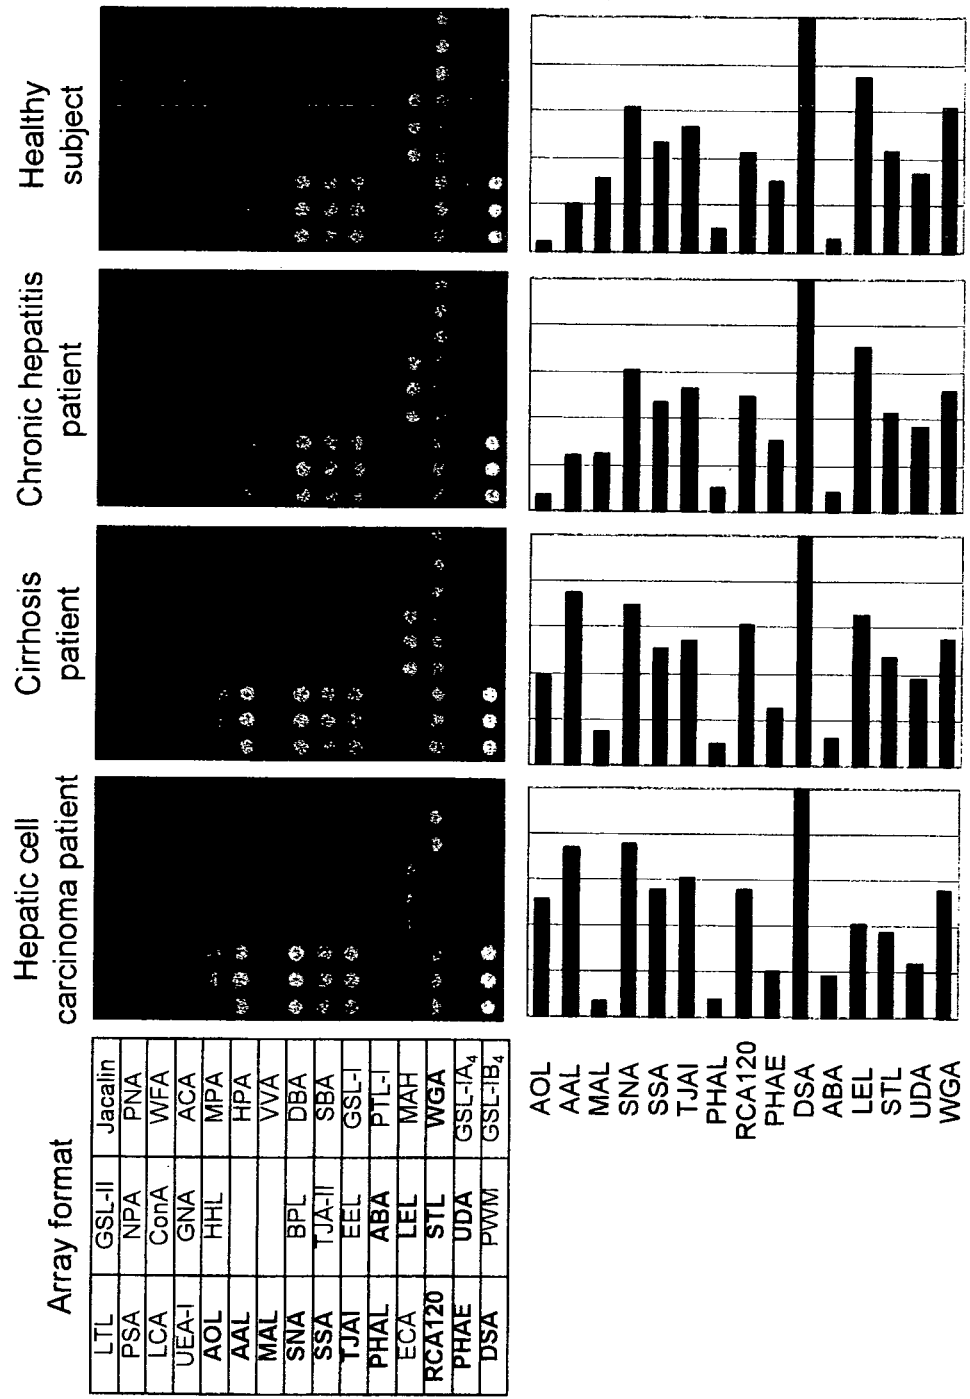 Healthy
subject
Chronic hepatitis
patient
Cirrhosis
patient
Hepatic cell
carcinoma patient
Array format
LTL GSL-II Jacalin
PSA NPA PNA
LCA ConA WFA
UEA-I GNA ACA
AOL HHL MPA
AAL HPA
MAL VVA
SNA BPL DBA
SSA TJA-II SBA
TJAI EEL GSL-I
PHAL ABA PTL-I
ECA LEL MAH
RCA120 STL WGA
PHAE UDA GSL-IA4
DSA PWM GSL-IB4
AOL
AAL
MAL
SNA
SSA
TJAI
PHAL
RCA120
PHAE
DSA
ABA
LEL
STL
UDA
WGA